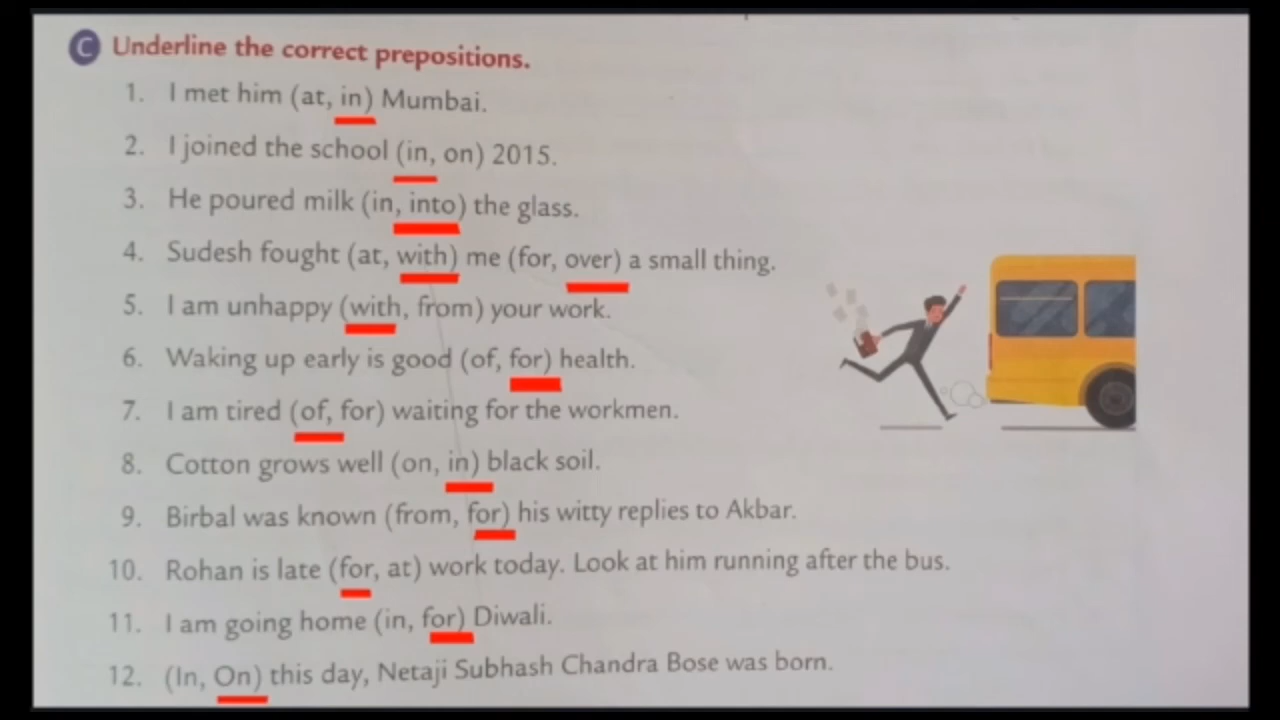 C Underline the correct prepositions.
1. I met him (at, in) Mumbai.
2. I joined the school (in, on) 2015.
3. He poured milk (in, into) the glass.
4. Sudesh fought (at, with) me (for, over) a small thing.
5. I am unhappy (with, from) your work.
6. Waking up early is good (of, for) health.
7. I am tired (of, for) waiting for the workmen.
8. Cotton grows well (on, in) black soil.
9. Birbal was known (from, for) his witty replies to Akbar.
10. Rohan is late (for, at) work today. Look at him running after the bus.
11. I am going home (in, for) Diwali.
12. (In, On) this day, Netaji Subhash Chandra Bose was born.